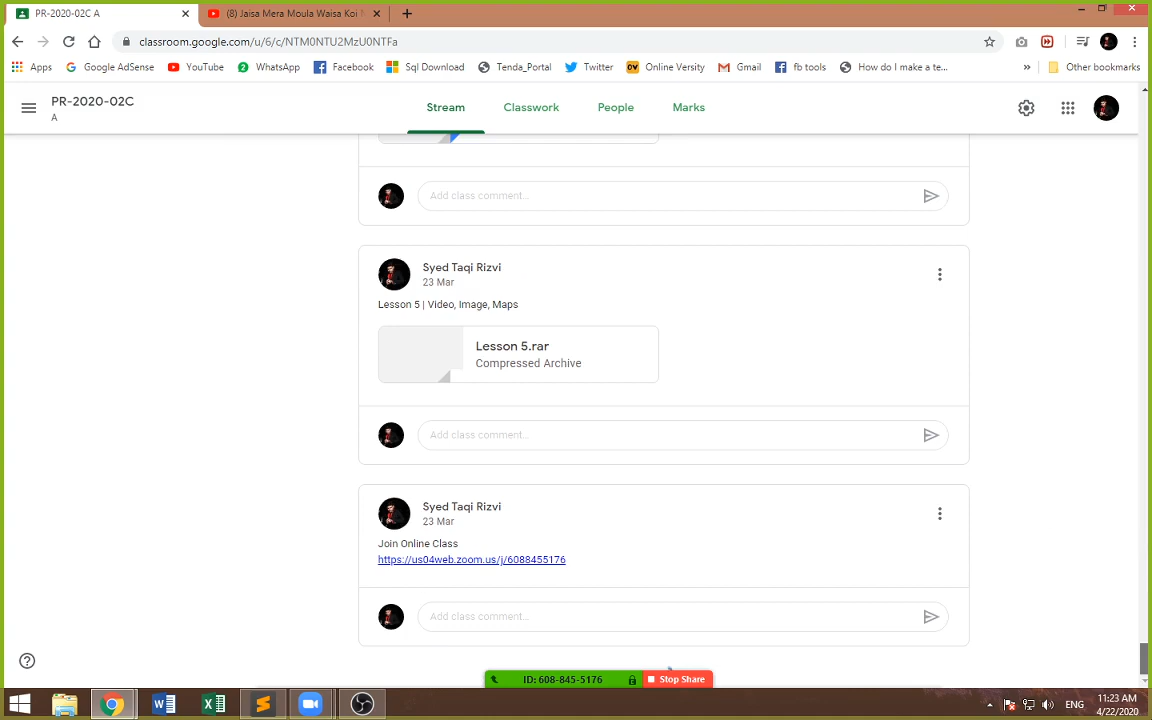 PR-2020-02C A
(8) Jaisa Mera Moula Waisa Koi
classroom.google.com/u/6/c/NTM0NTU2MzU0NTFa
Apps
Google AdSense
YouTube
WhatsApp
Facebook
Sql Download
Tenda_Portal
Twitter
Online Versity
Gmail
fb tools
How do I make a te...
Other bookmarks
PR-2020-02C
A
Stream
Classwork
People
Marks
Add class comment...
Syed Taqi Rizvi
23 Mar
Lesson 5 | Video, Image, Maps
Lesson 5.rar
Compressed Archive
Add class comment...
Syed Taqi Rizvi
23 Mar
Join Online Class
https://us04web.zoom.us/j/6088455176
Add class comment...
ID: 608-845-5176
Stop Share
ENG
11:23 AM
4/22/2020